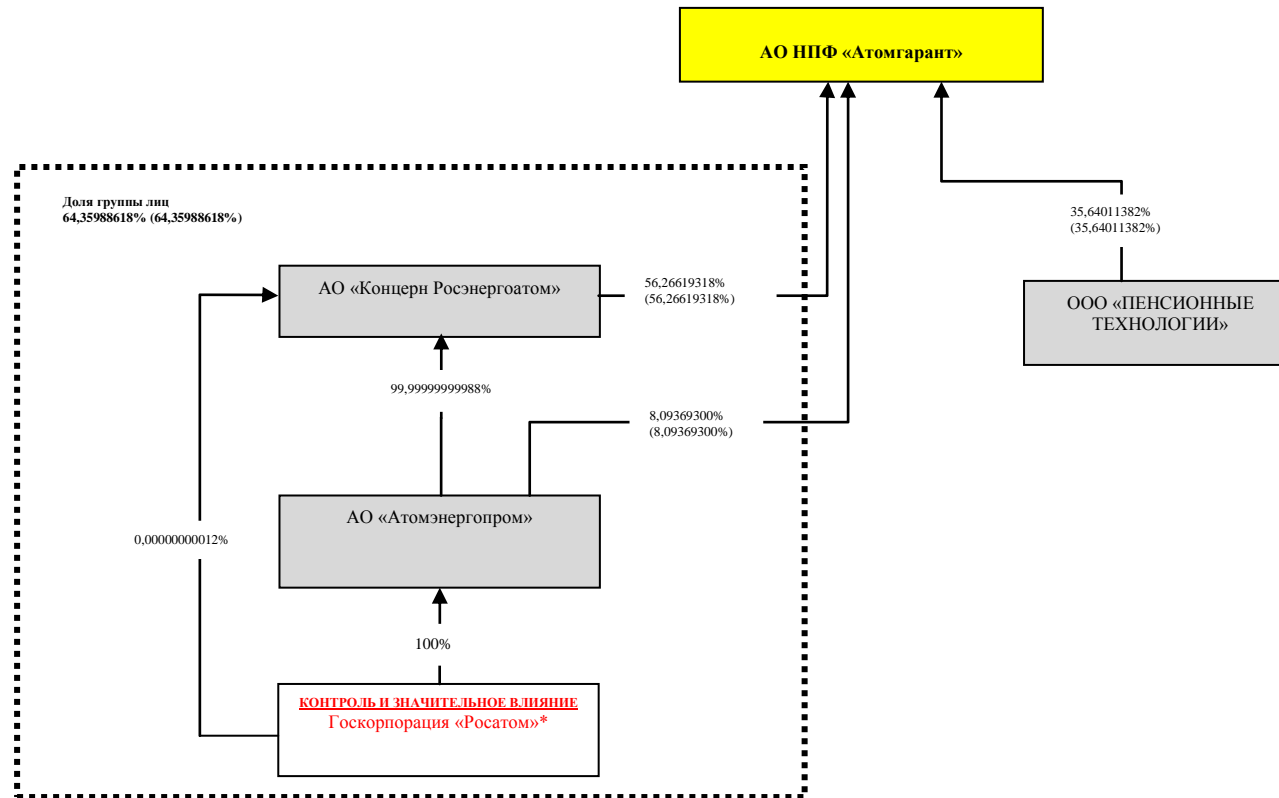 АО НПФ «Атомгарант»
Доля группы лиц
64,35988618% (64,35988618%)
35,64011382%
(35,64011382%)
АО «Концерн Росэнергоатом»
56,26619318%
(56,26619318%)
ООО «ПЕНСИОННЫЕ
ТЕХНОЛОГИИ»
99,99999999988%
8,09369300%
(8,09369300%)
АО «Атомэнергопром»
0,00000000012%
100%
КОНТРОЛЬ И ЗНАЧИТЕЛЬНОЕ ВЛИЯНИЕ
Госкорпорация «Росатом»*